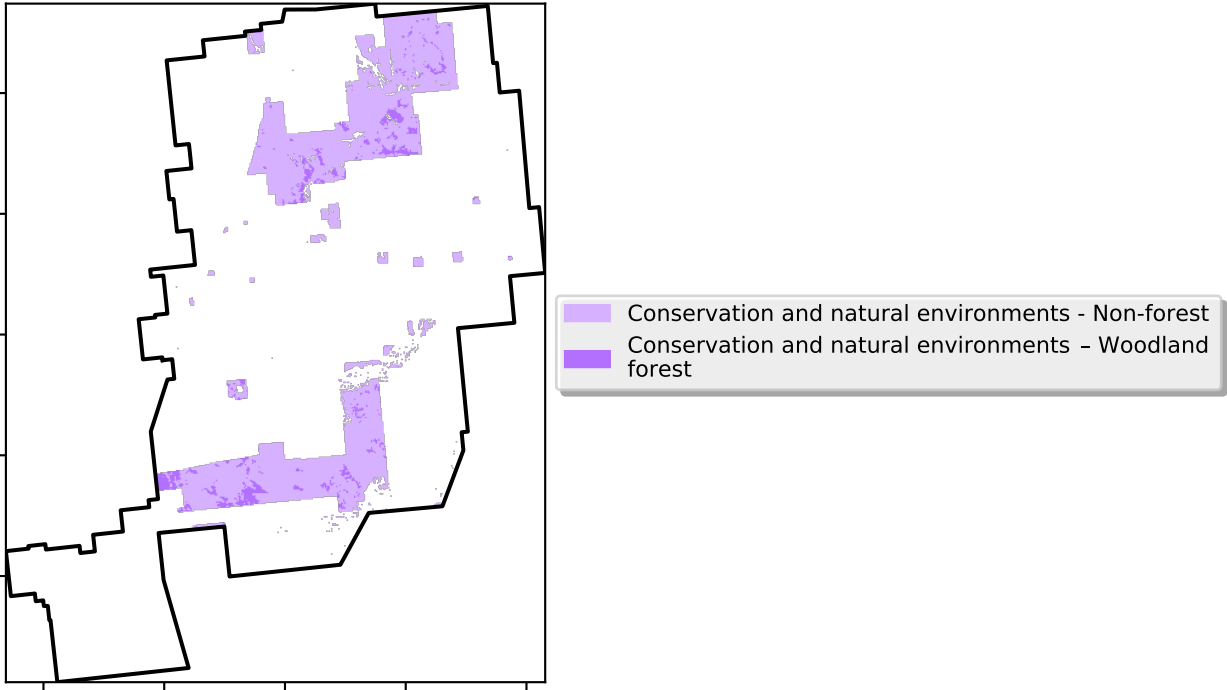 Conservation and natural environments - Non-forest
Conservation and natural environments – Woodland
forest